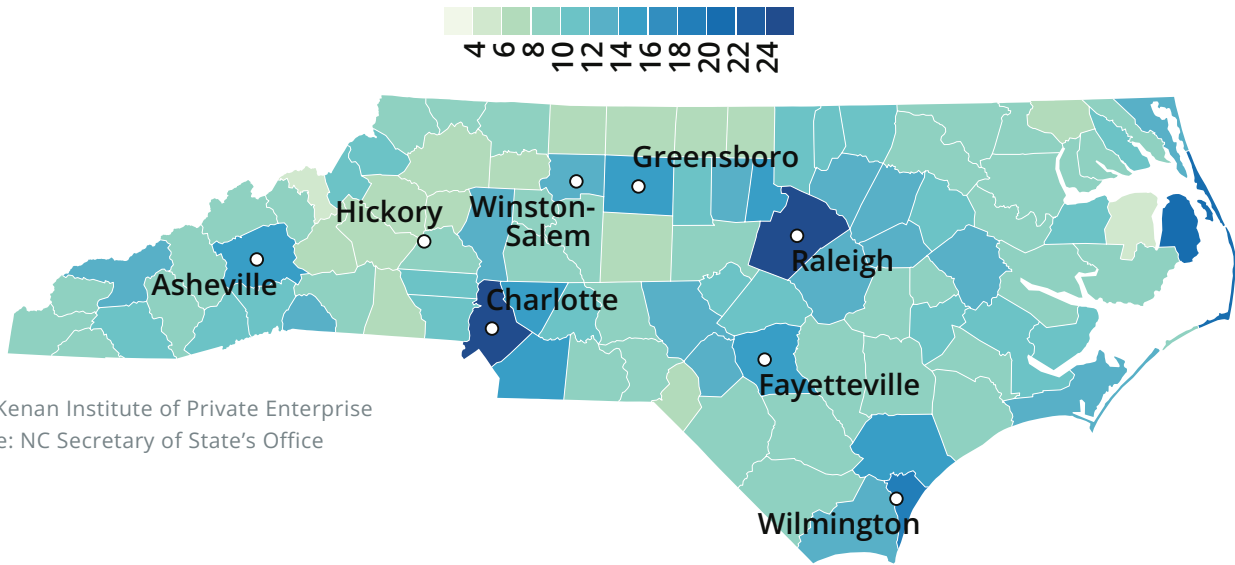 4 6 8 10 12 14 16 18 20 22 24
Greensboro
Hickory
Winston-
Salem
Raleigh
Asheville
Charlotte
Fayetteville
Kenan Institute of Private Enterprise
e: NC Secretary of State’s Office
Wilmington